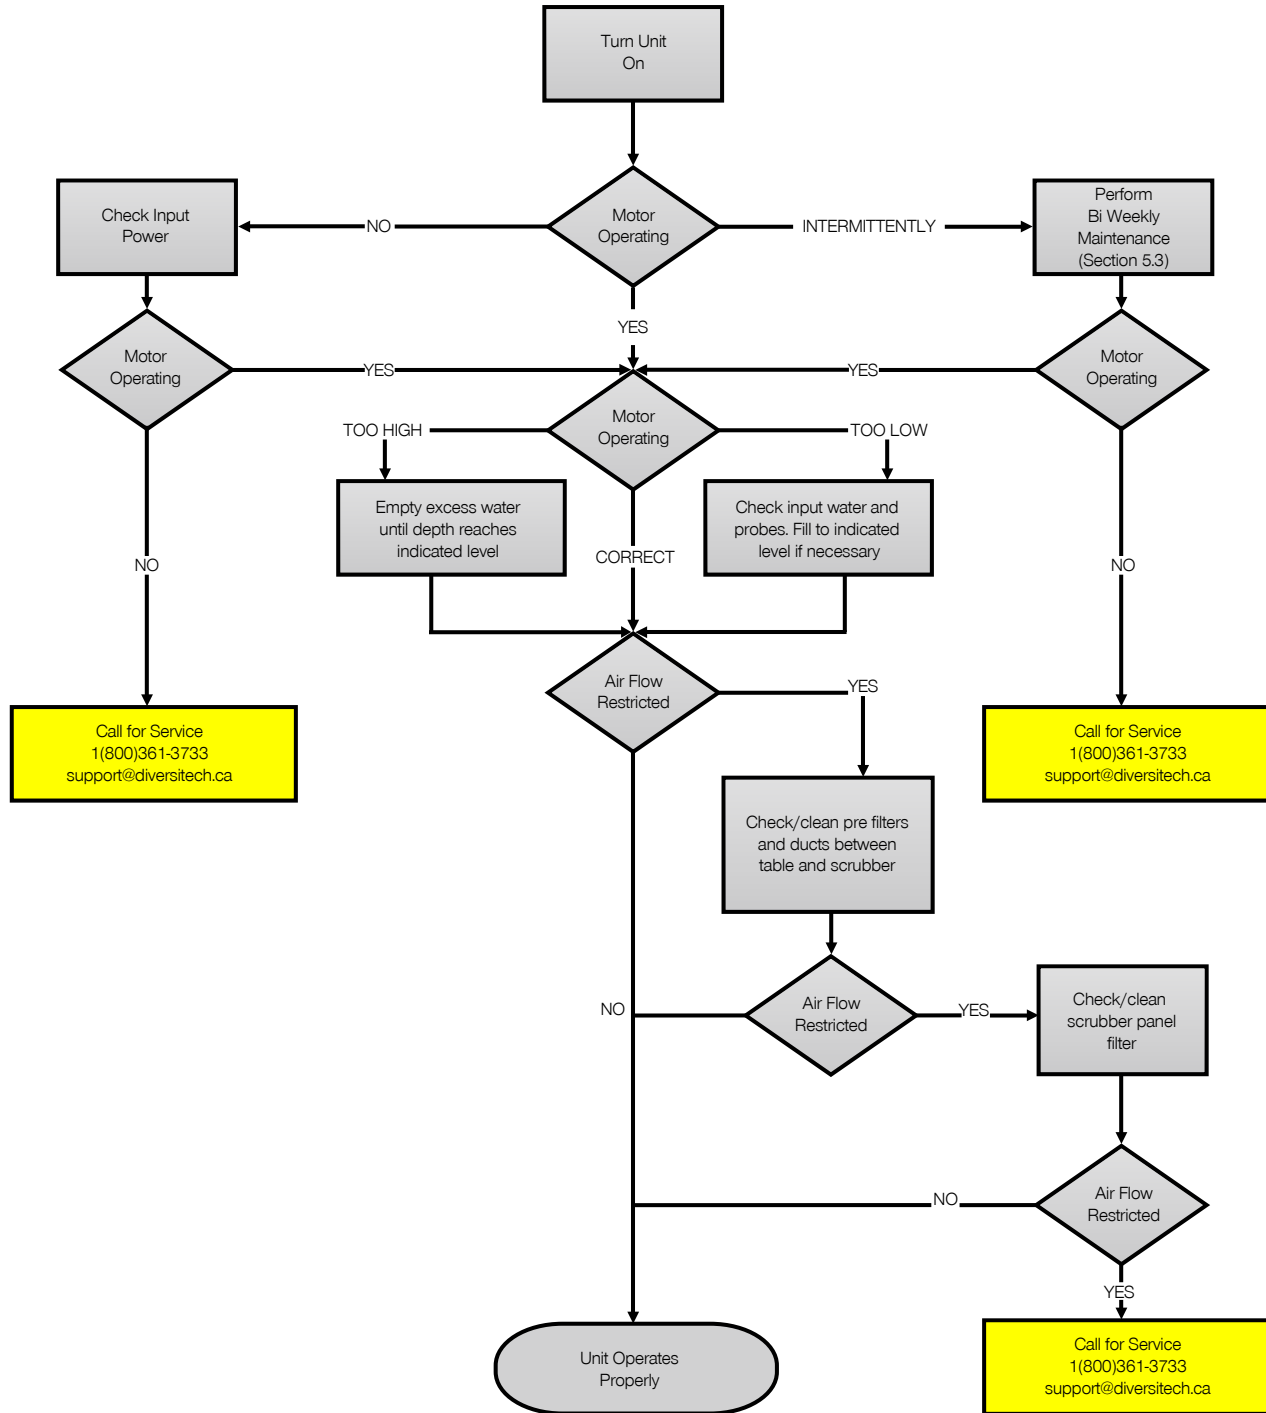 Turn Unit
On
Check Input
Power
NO
Motor
Operating
INTERMITTENTLY
Perform
Bi Weekly
Maintenance
(Section 5.3)
YES
Motor
Operating
YES
YES
Motor
Operating
TOO HIGH
Motor
Operating
TOO LOW
Empty excess water
until depth reaches
indicated level
Check input water and
probes. Fill to indicated
level if necessary
NO
CORRECT
NO
Air Flow
Restricted
YES
Call for Service
1(800)361-3733
support@diversitech.ca
Call for Service
1(800)361-3733
support@diversitech.ca
Check/clean pre filters
and ducts between
table and scrubber
NO
Air Flow
Restricted
YES
Check/clean
scrubber panel
filter
NO
Air Flow
Restricted
YES
Unit Operates
Properly
Call for Service
1(800)361-3733
support@diversitech.ca